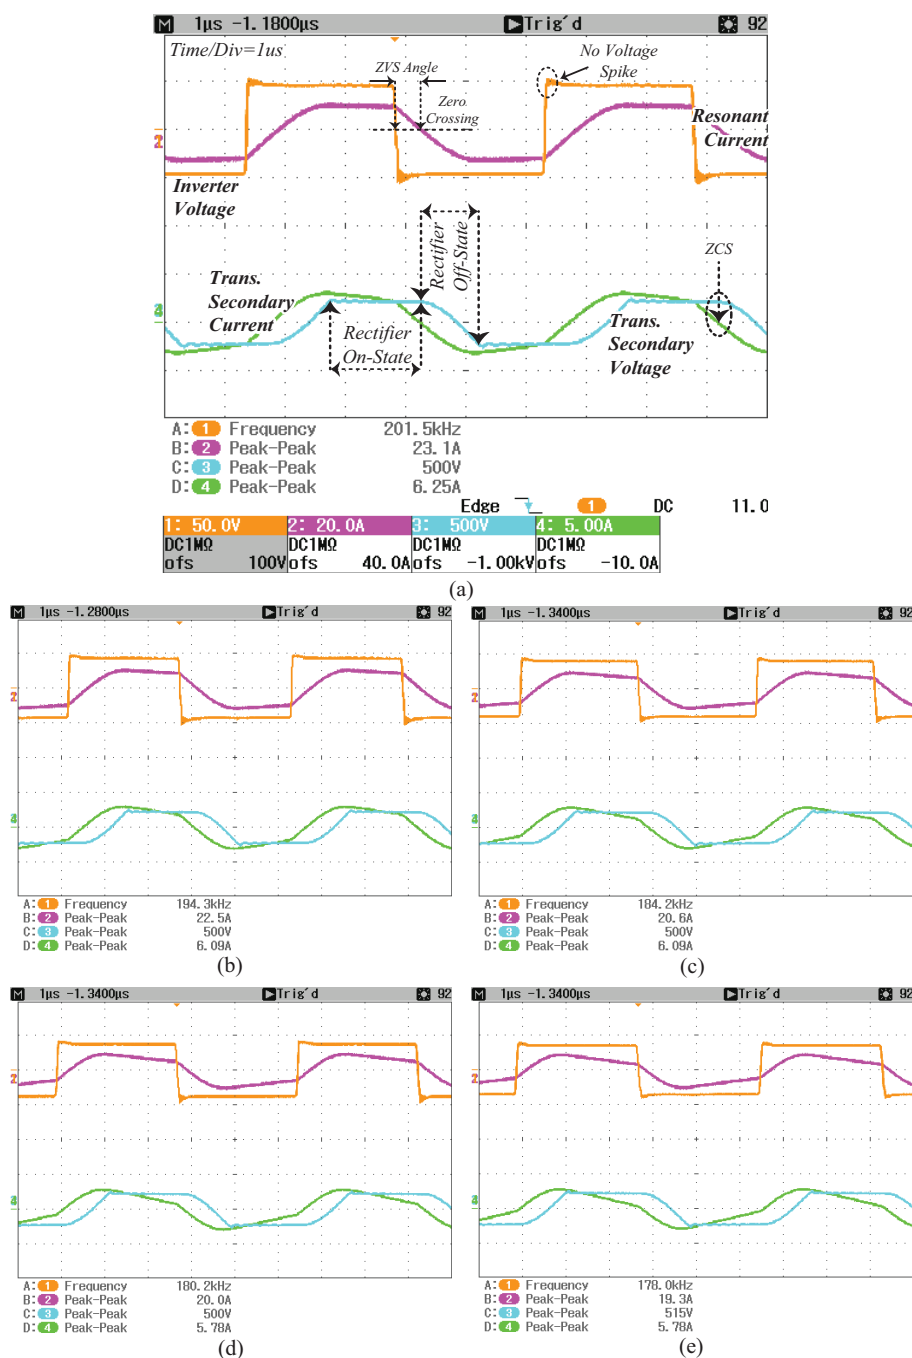 M 1µs -1.1800µs Trig'd 92
Time/Div=1us
ZVS Angle
No Voltage
Spike
Zero
Crossing
Resonant
Current
2
Inverter
Voltage
Rectifier
Off-State
ZCS
Trans.
Secondary
Current
Rectifier
On-State
Trans.
Secondary
Voltage
A: 1 Frequency 201.5kHz
B: 2 Peak-Peak 23.1A
C: 3 Peak-Peak 500V
D: 4 Peak-Peak 6.25A
Edge 1 DC 11.0
1: 50.0V 2: 20.0A 3: 500V 4: 5.00A
DC1MΩ DC1MΩ DC1MΩ DC1MΩ
ofs 100V ofs 40.0A ofs -1.00kV ofs -10.0A
(a)
M 1µs -1.2800µs Trig'd 92
2
A: 1 Frequency 194.3kHz
B: 2 Peak-Peak 22.5A
C: 3 Peak-Peak 500V
D: 4 Peak-Peak 6.09A
(b)
M 1µs -1.3400µs Trig'd 92
2
A: 1 Frequency 184.2kHz
B: 2 Peak-Peak 20.6A
C: 3 Peak-Peak 500V
D: 4 Peak-Peak 6.09A
(c)
M 1µs -1.3400µs Trig'd 92
2
A: 1 Frequency 180.2kHz
B: 2 Peak-Peak 20.0A
C: 3 Peak-Peak 500V
D: 4 Peak-Peak 5.78A
(d)
M 1µs -1.3400µs Trig'd 92
2
A: 1 Frequency 178.0kHz
B: 2 Peak-Peak 19.3A
C: 3 Peak-Peak 515V
D: 4 Peak-Peak 5.78A
(e)